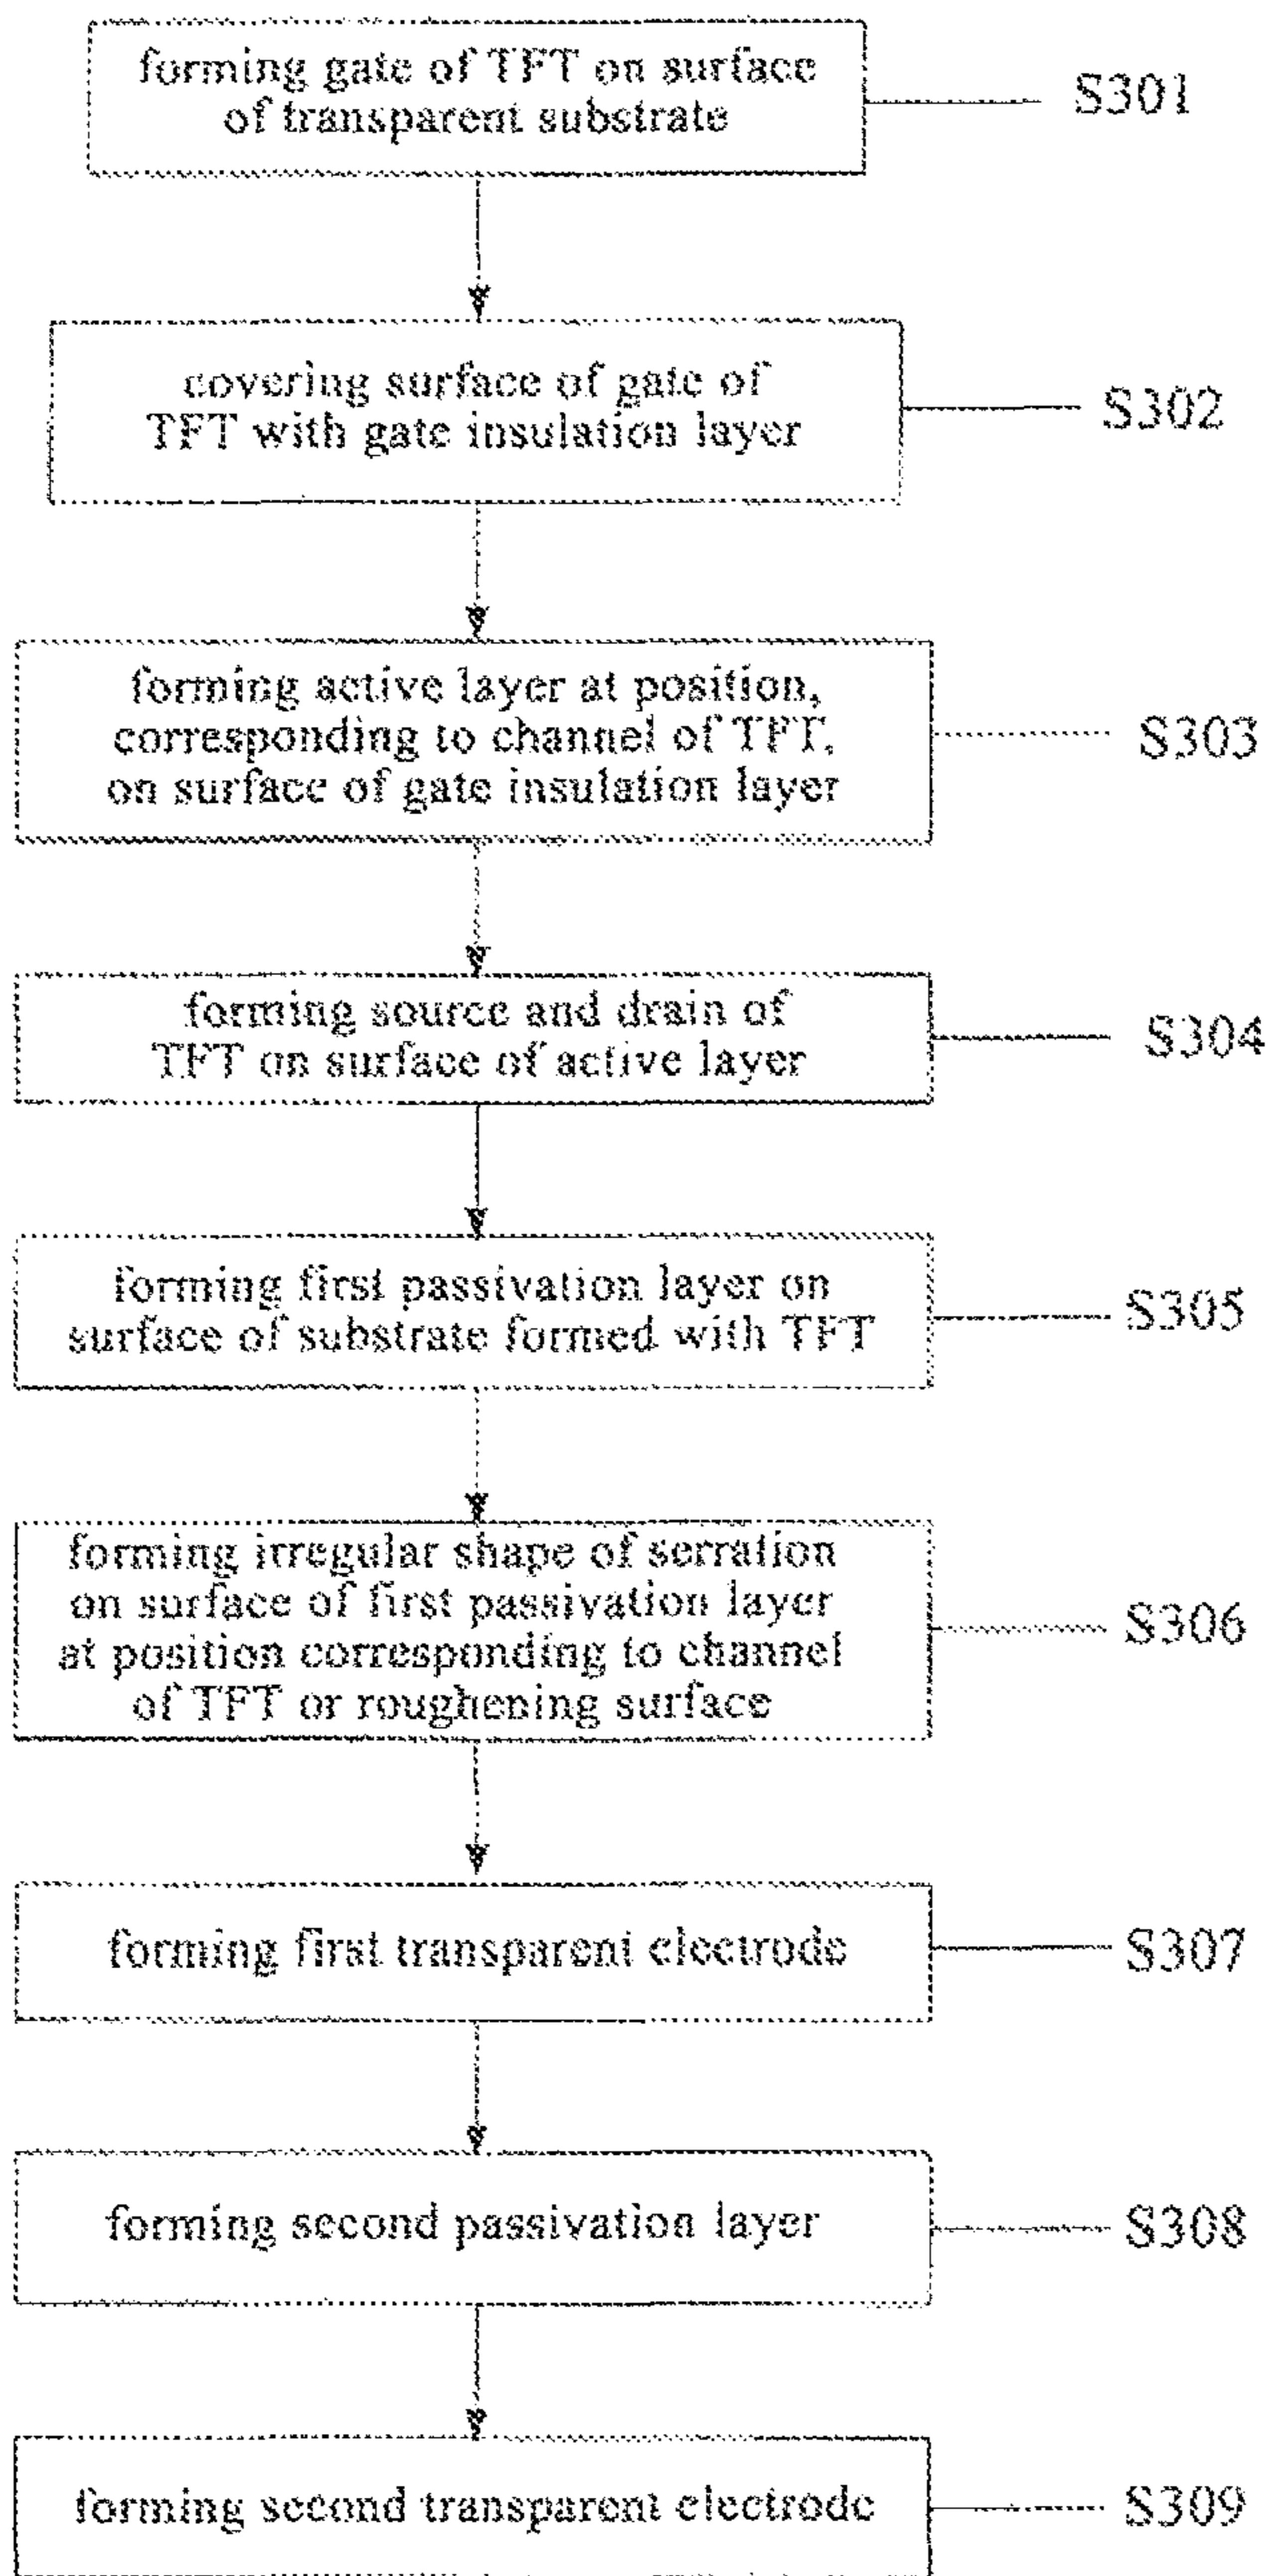 forming gate of TFT on surface
of transparent substrate
S301
covering surface of gate of
TFT with gate insulation layer
S302
forming active layer at position,
corresponding to channel of TFT,
on surface of gate insulation layer
S303
forming source and drain of
TFT on surface of active layer
S304
forming first passivation layer on
surface of substrate formed with TFT
S305
forming irregular shape of serration
on surface of first passivation layer
at position corresponding to channel
of TFT or roughening surface
S306
forming first transparent electrode
S307
forming second passivation layer
S308
forming second transparent electrode
S309